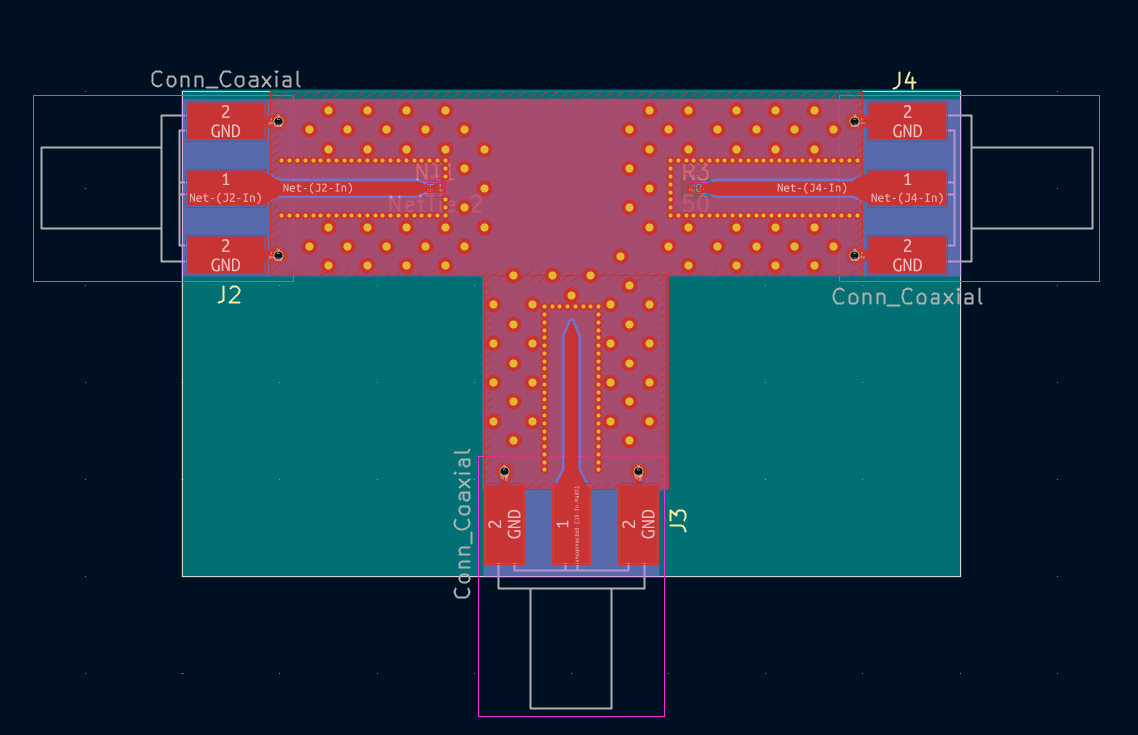 Conn_Coaxial
J4
2
GND
2
GND
1
Net-(J2-In)
Net-(J2-In)
R3
50
Net-(J4-In)
1
Net-(J4-In)
2
GND
2
GND
J2
Conn_Coaxial
Conn_Coaxial
2
GND
1
2
GND
J3